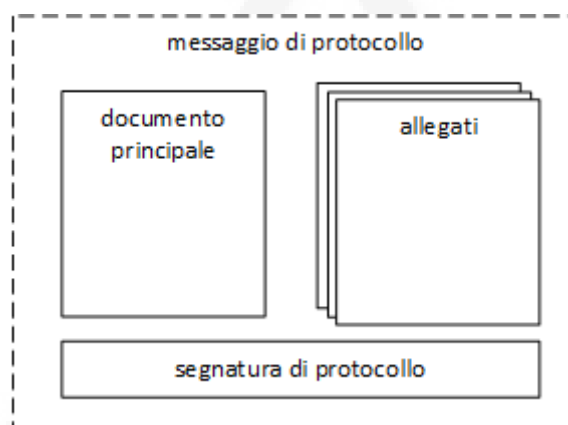 messaggio di protocollo
documento
principale
allegati
segnatura di protocollo